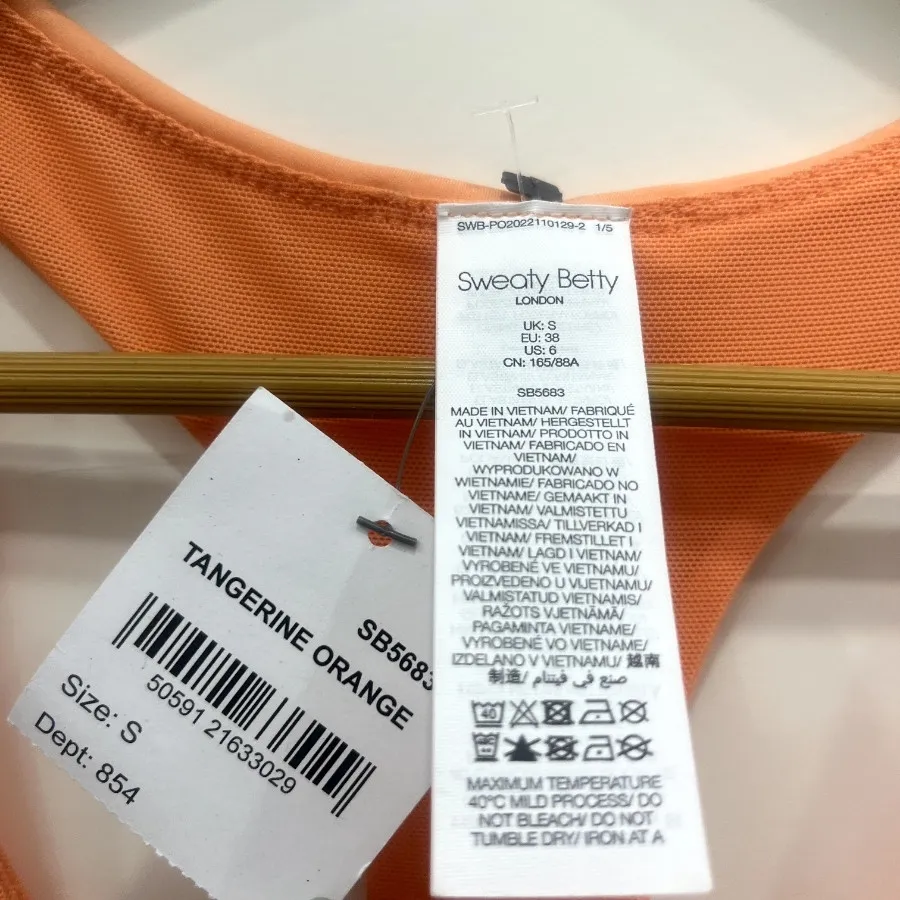 SWB-PO2022110129-2 1/5
Sweaty Betty
LONDON
UK: S
EU: 38
US: 6
CN: 165/88A
SB5683
MADE IN VIETNAM/ FABRIQUÉ
AU VIETNAM/ HERGESTELLT
IN VIETNAM/ PRODOTTO IN
VIETNAM/ FABRICADO EN
VIETNAM/
WYPRODUKOWANO W
WIETNAMIE/ FABRICADO NO
VIETNAME/ GEMAAKT IN
VIETNAM/ VALMISTETTU
VIETNAMISSA/ TILLVERKAD I
VIETNAM/ FREMSTILLET I
VIETNAM/ LAGD I VIETNAM/
VYROBENÉ VE VIETNAMU/
PROIZVEDENO U VIJETNAMU/
VALMISTATUD VIETNAMIS/
RAŽOTS VJETNĀMĀ/
PAGAMINTA VIETNAME/
VYROBENÉ VO VIETNAME/
IZDELANO V VIETNAMU/ 越南
制造/ صنع في فيتنام
40
MAXIMUM TEMPERATURE
40°C MILD PROCESS/ DO
NOT BLEACH/ DO NOT
TUMBLE DRY/ IRON AT A
SB5683
TANGERINE ORANGE
50591 21633029
Size: S
Dept: 854